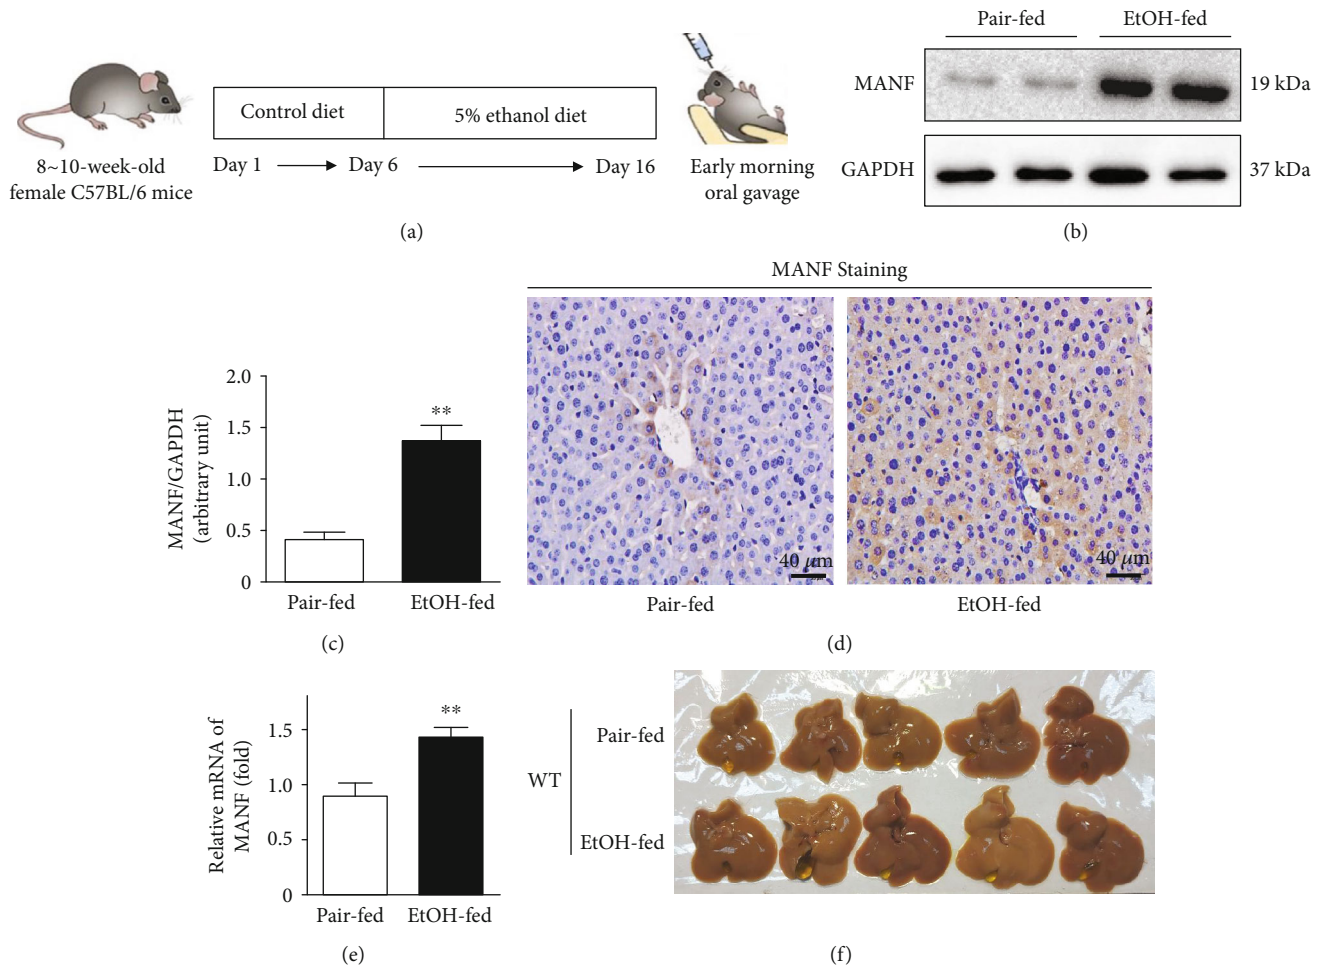 Control diet
5% ethanol diet
Day 1
Day 6
Day 16
8~10-week-old
female C57BL/6 mice
Early morning
oral gavage
(a)
Pair-fed
EtOH-fed
MANF
19 kDa
GAPDH
37 kDa
(b)
MANF/GAPDH
(arbitrary unit)
2.0
1.5
1.0
0.5
0
**
Pair-fed
EtOH-fed
(c)
MANF Staining
40 μm
40 μm
Pair-fed
EtOH-fed
(d)
Relative mRNA of
MANF (fold)
1.5
1.0
0.5
0
**
Pair-fed
EtOH-fed
(e)
WT
Pair-fed
EtOH-fed
(f)